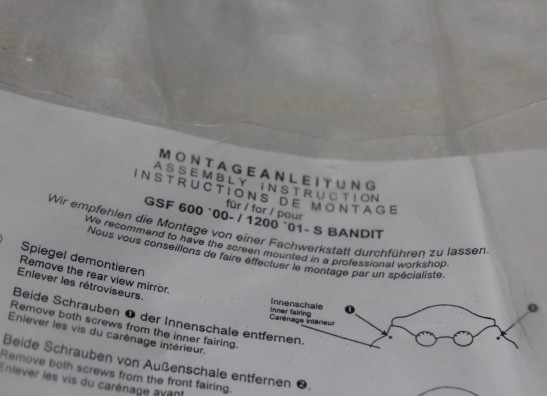 MONTAGEANLEITUNG
ASSEMBLY INSTRUCTION
INSTRUCTIONS DE MONTAGE
für / for / pour
GSF 600 `00- / 1200 `01- S BANDIT
Wir empfehlen die Montage von einer Fachwerkstatt durchführen zu lassen.
We recommend to have the screen mounted in a professional workshop.
Nous vous conseillons de faire éffectuer le montage par un spécialiste.
Spiegel demontieren
Remove the rear view mirror.
Enlever les rétroviseurs.
Beide Schrauben ❶ der Innenschale entfernen.
Remove both screws from the inner fairing.
Enlever les vis du carénage intérieur.
Innenschale
Inner fairing
Carénage intérieur
❶
❶
Beide Schrauben von Außenschale entfernen ❷.
Remove both screws from the front fairing.
Enlever les vis du carénage avant